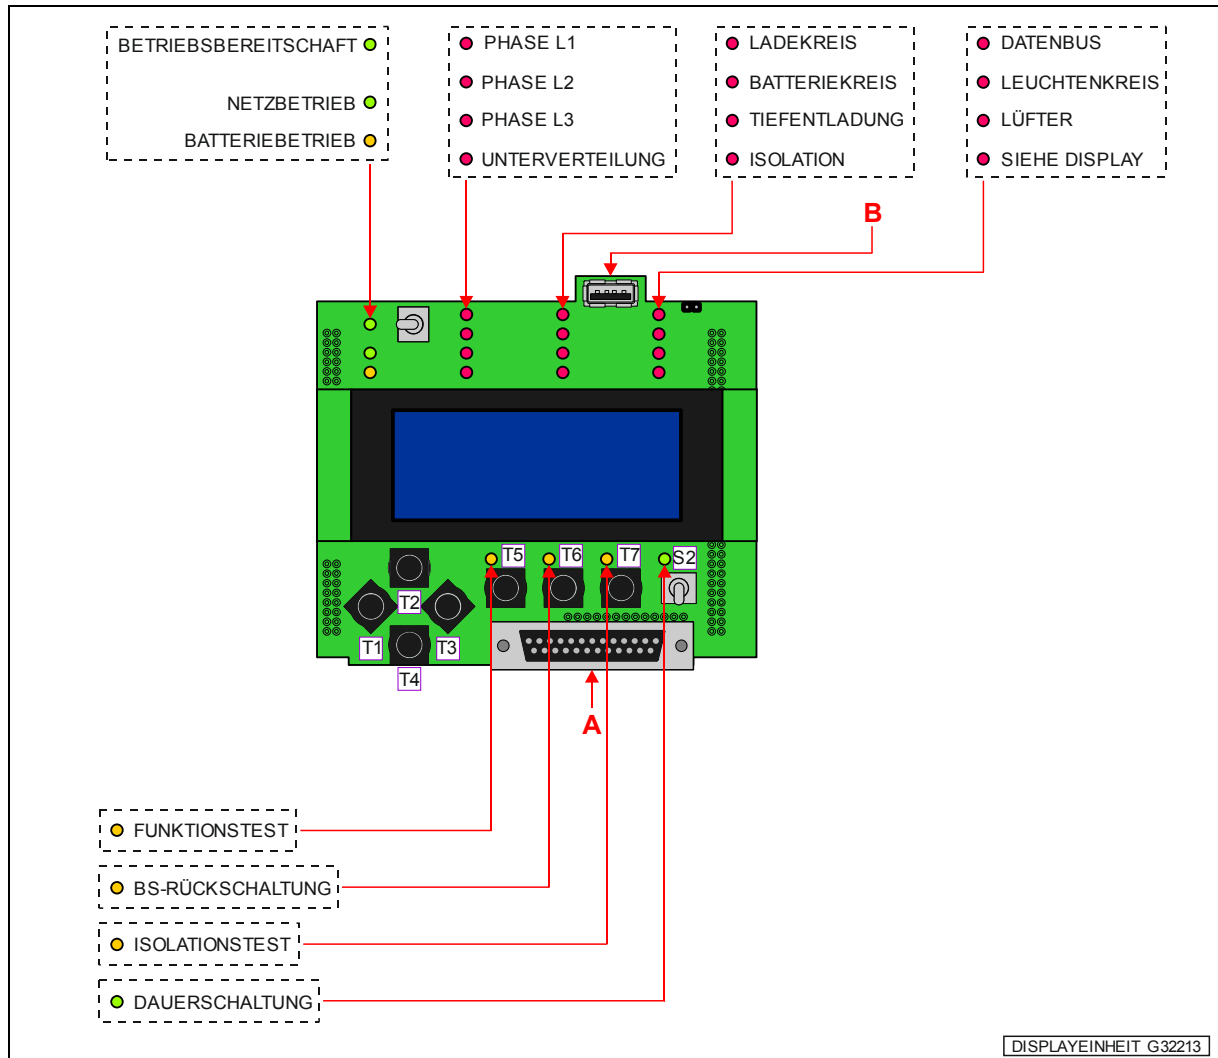 BETRIEBSBEREITSCHAFT
NETZBETRIEB
BATTERIEBETRIEB
PHASE L1
PHASE L2
PHASE L3
UNTERVERTEILUNG
LADEKREIS
BATTERIEKREIS
TIEFENTLADUNG
ISOLATION
DATENBUS
LEUCHTENKREIS
LÜFTER
SIEHE DISPLAY
B
T5
T6
T7
S2
T2
T1
T3
T4
A
FUNKTIONSTEST
BS-RÜCKSCHALTUNG
ISOLATIONSTEST
DAUERSCHALTUNG
DISPLAYEINHEIT G32213